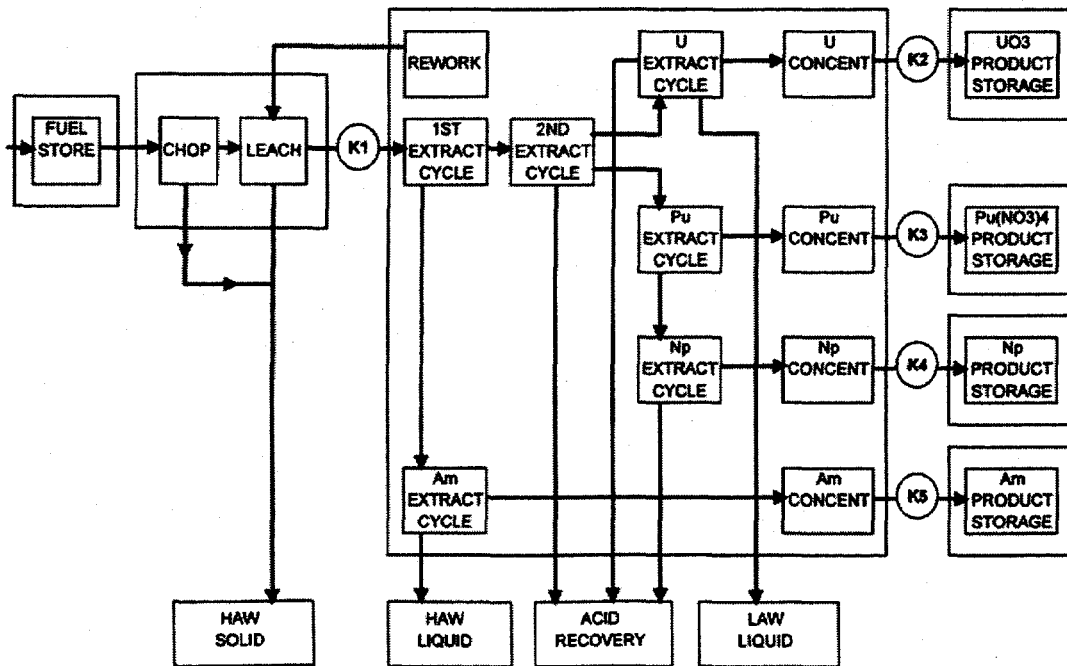 REWORK
U
EXTRACT
CYCLE
U
CONCENT
K2
UO3
PRODUCT
STORAGE
FUEL
STORE
CHOP
LEACH
K1
1ST
EXTRACT
CYCLE
2ND
EXTRACT
CYCLE
Pu
EXTRACT
CYCLE
Pu
CONCENT
K3
Pu(NO3)4
PRODUCT
STORAGE
Np
EXTRACT
CYCLE
Np
CONCENT
K4
Np
PRODUCT
STORAGE
Am
EXTRACT
CYCLE
Am
CONCENT
K5
Am
PRODUCT
STORAGE
HAW
SOLID
HAW
LIQUID
ACID
RECOVERY
LAW
LIQUID